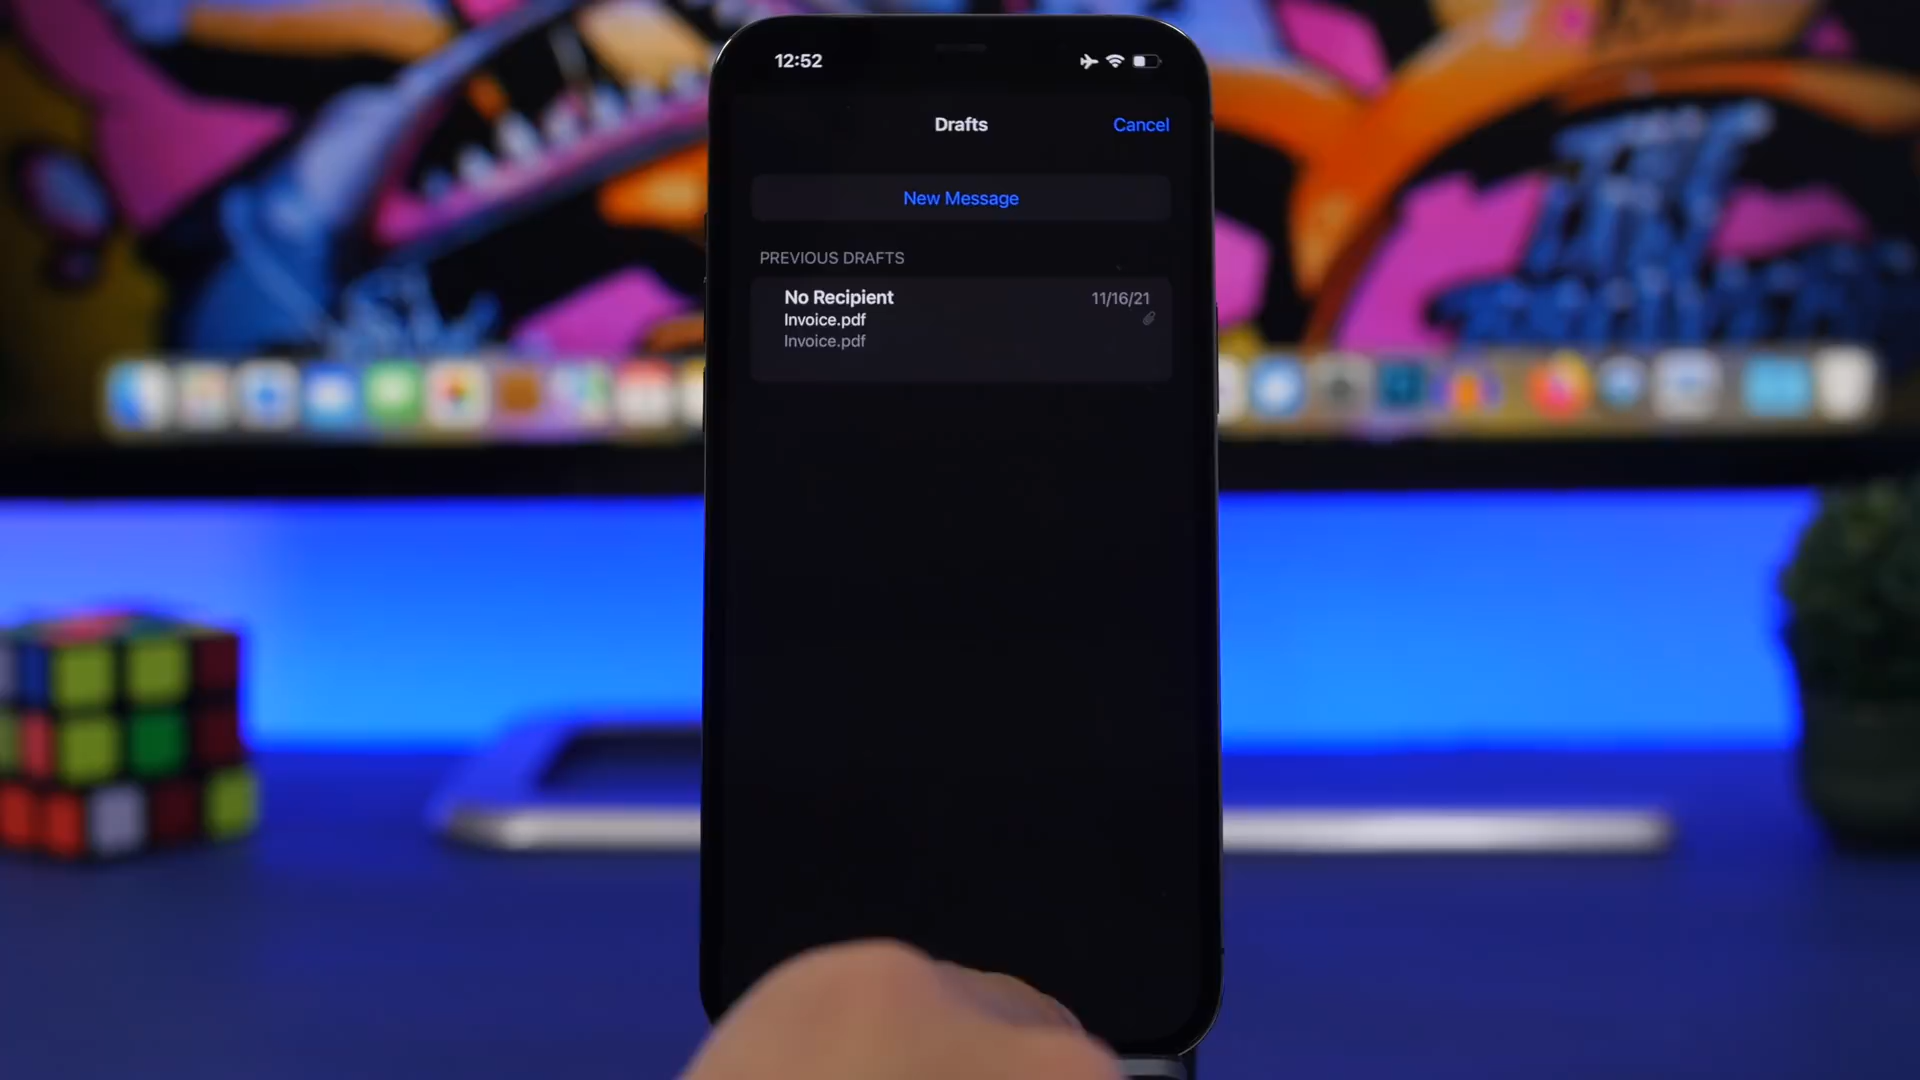 12:52
Drafts
Cancel
New Message
PREVIOUS DRAFTS
No Recipient
11/16/21
Invoice.pdf
Invoice.pdf